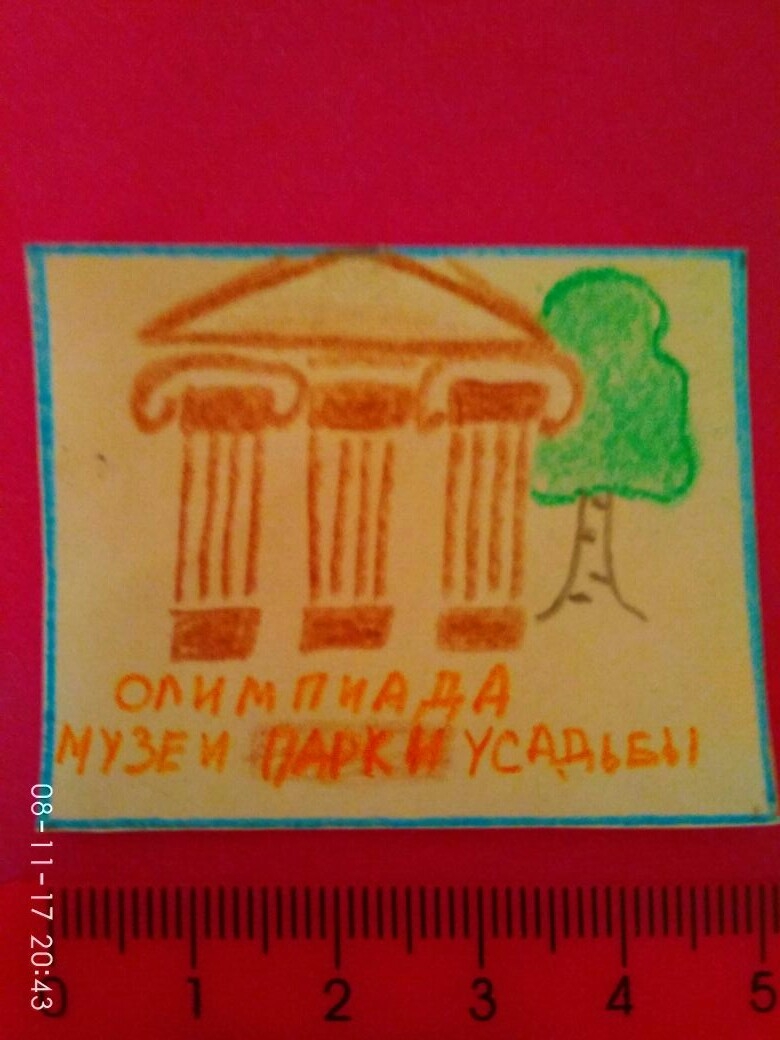 ОЛИМПИАДА
МУЗЕИ ПАРКИ УСАДЬБЫ
08-11-17 20:43
0 1 2 3 4 5